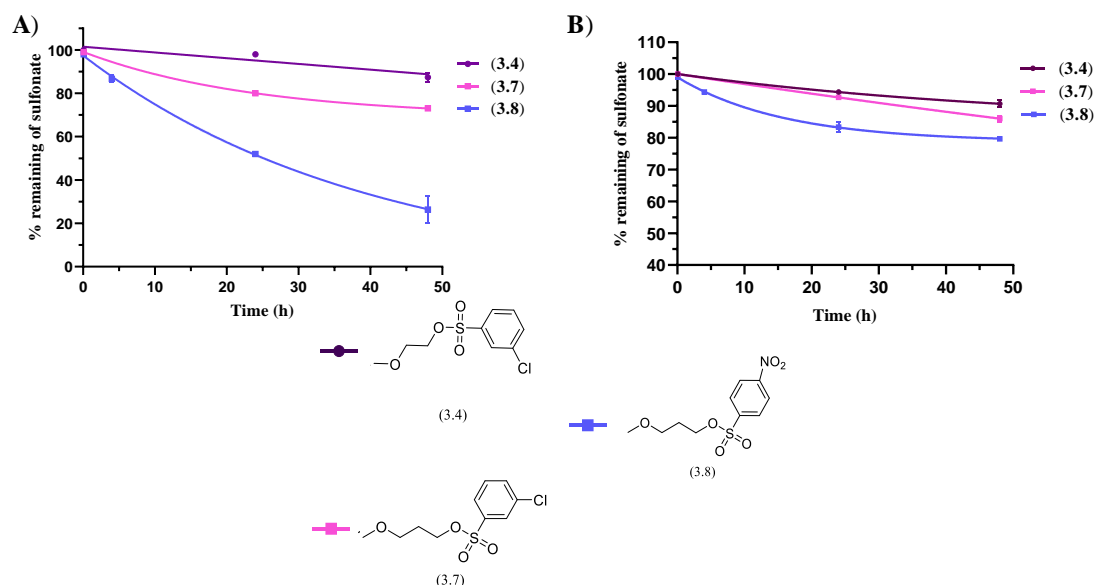 A)
% remaining of sulfonate
100
80
60
40
20
0
0 10 20 30 40 50
Time (h)
(3.4)
(3.7)
(3.8)
B)
% remaining of sulfonate
110
100
90
80
70
60
50
40
0 10 20 30 40 50
Time (h)
(3.4)
(3.7)
(3.8)
O
O
S
O
O
Cl
(3.4)
NO2
O
O
S
O
O
(3.8)
Cl
O
O
S
O
O
(3.7)